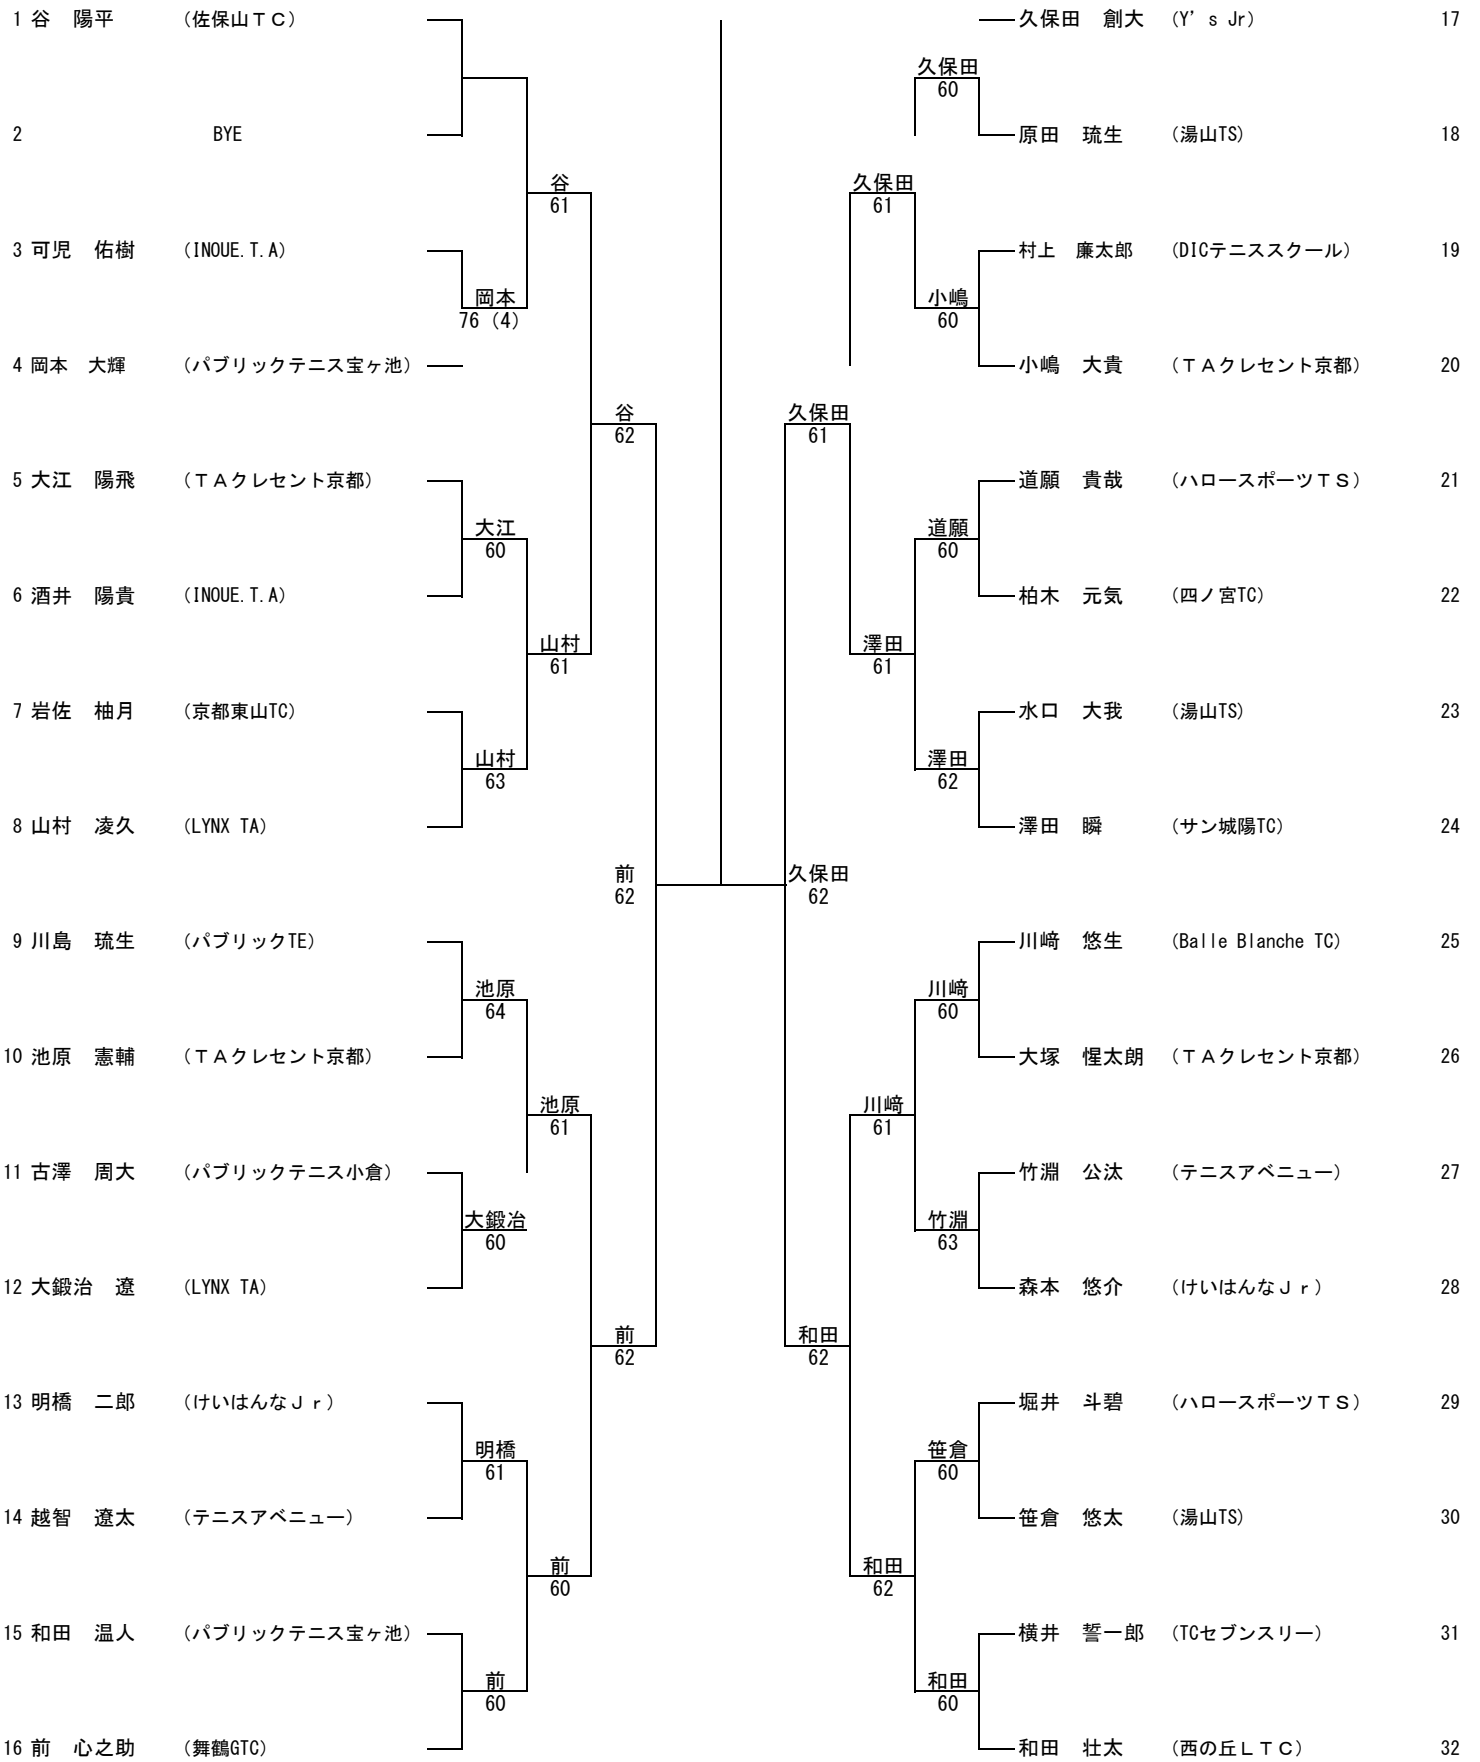 1 谷　陽平 （佐保山ＴＣ）
2 BYE
谷
61
3 可児　佑樹 （INOUE.T.A）
岡本
76（4）
4 岡本　大輝 （パブリックテニス宝ヶ池）
谷
62
5 大江　陽飛 （ＴＡクレセント京都）
大江
60
6 酒井　陽貴 （INOUE.T.A）
山村
61
7 岩佐　柚月 （京都東山TC）
山村
63
8 山村　凌久 （LYNX TA）
前
62
9 川島　琉生 （パブリックTE）
池原
64
10 池原　憲輔 （ＴＡクレセント京都）
池原
61
11 古澤　周大 （パブリックテニス小倉）
大鍛冶
60
12 大鍛治　遼 （LYNX TA）
前
62
13 明橋　二郎 （けいはんなＪｒ）
明橋
61
14 越智　遼太 （テニスアベニュー）
前
60
15 和田　温人 （パブリックテニス宝ヶ池）
前
60
16 前　心之助 （舞鶴GTC）
久保田　創大 （Y’s Jr） 17
久保田
60
原田　琉生 （湯山TS） 18
久保田
61
村上　廉太郎 （DICテニススクール） 19
小嶋
60
小嶋　大貴 （ＴＡクレセント京都） 20
久保田
61
道願　貴哉 （ハロースポーツＴＳ） 21
道願
60
柏木　元気 （四ノ宮TC） 22
澤田
61
水口　大我 （湯山TS） 23
澤田
62
澤田　瞬 （サン城陽TC） 24
久保田
62
川﨑　悠生 （Balle Blanche TC） 25
川﨑
60
大塚　惺太朗 （ＴＡクレセント京都） 26
川﨑
61
竹淵　公汰 （テニスアベニュー） 27
竹淵
63
森本　悠介 （けいはんなＪｒ） 28
和田
62
堀井　斗碧 （ハロースポーツＴＳ） 29
笹倉
60
笹倉　悠太 （湯山TS） 30
和田
62
横井　誓一郎 （TCセブンスリー） 31
和田
60
和田　壮太 （西の丘ＬＴＣ） 32